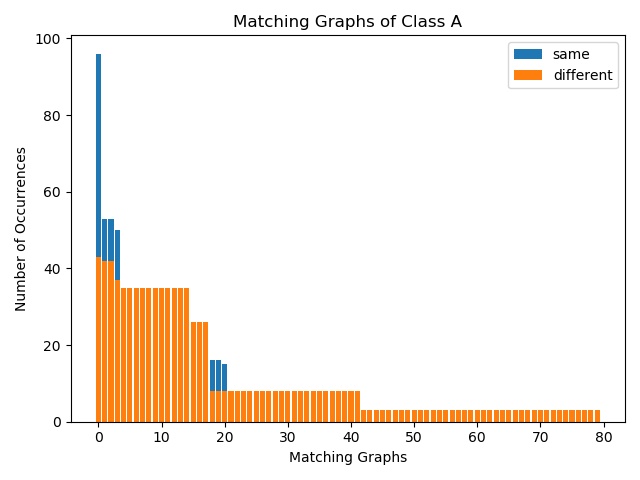 Matching Graphs of Class A
same
different
Number of Occurrences
100
80
60
40
20
0
0 10 20 30 40 50 60 70 80
Matching Graphs